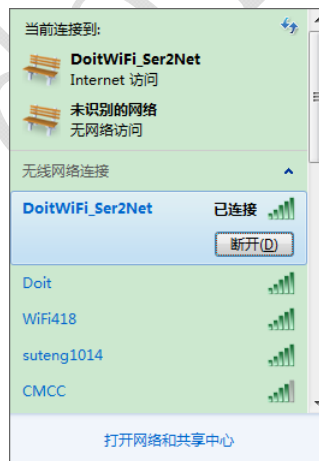 当前连接到:
DoitWiFi_Ser2Net
Internet 访问
未识别的网络
无网络访问
无线网络连接
DoitWiFi_Ser2Net 已连接
断开(D)
Doit
WiFi418
suteng1014
CMCC
打开网络和共享中心